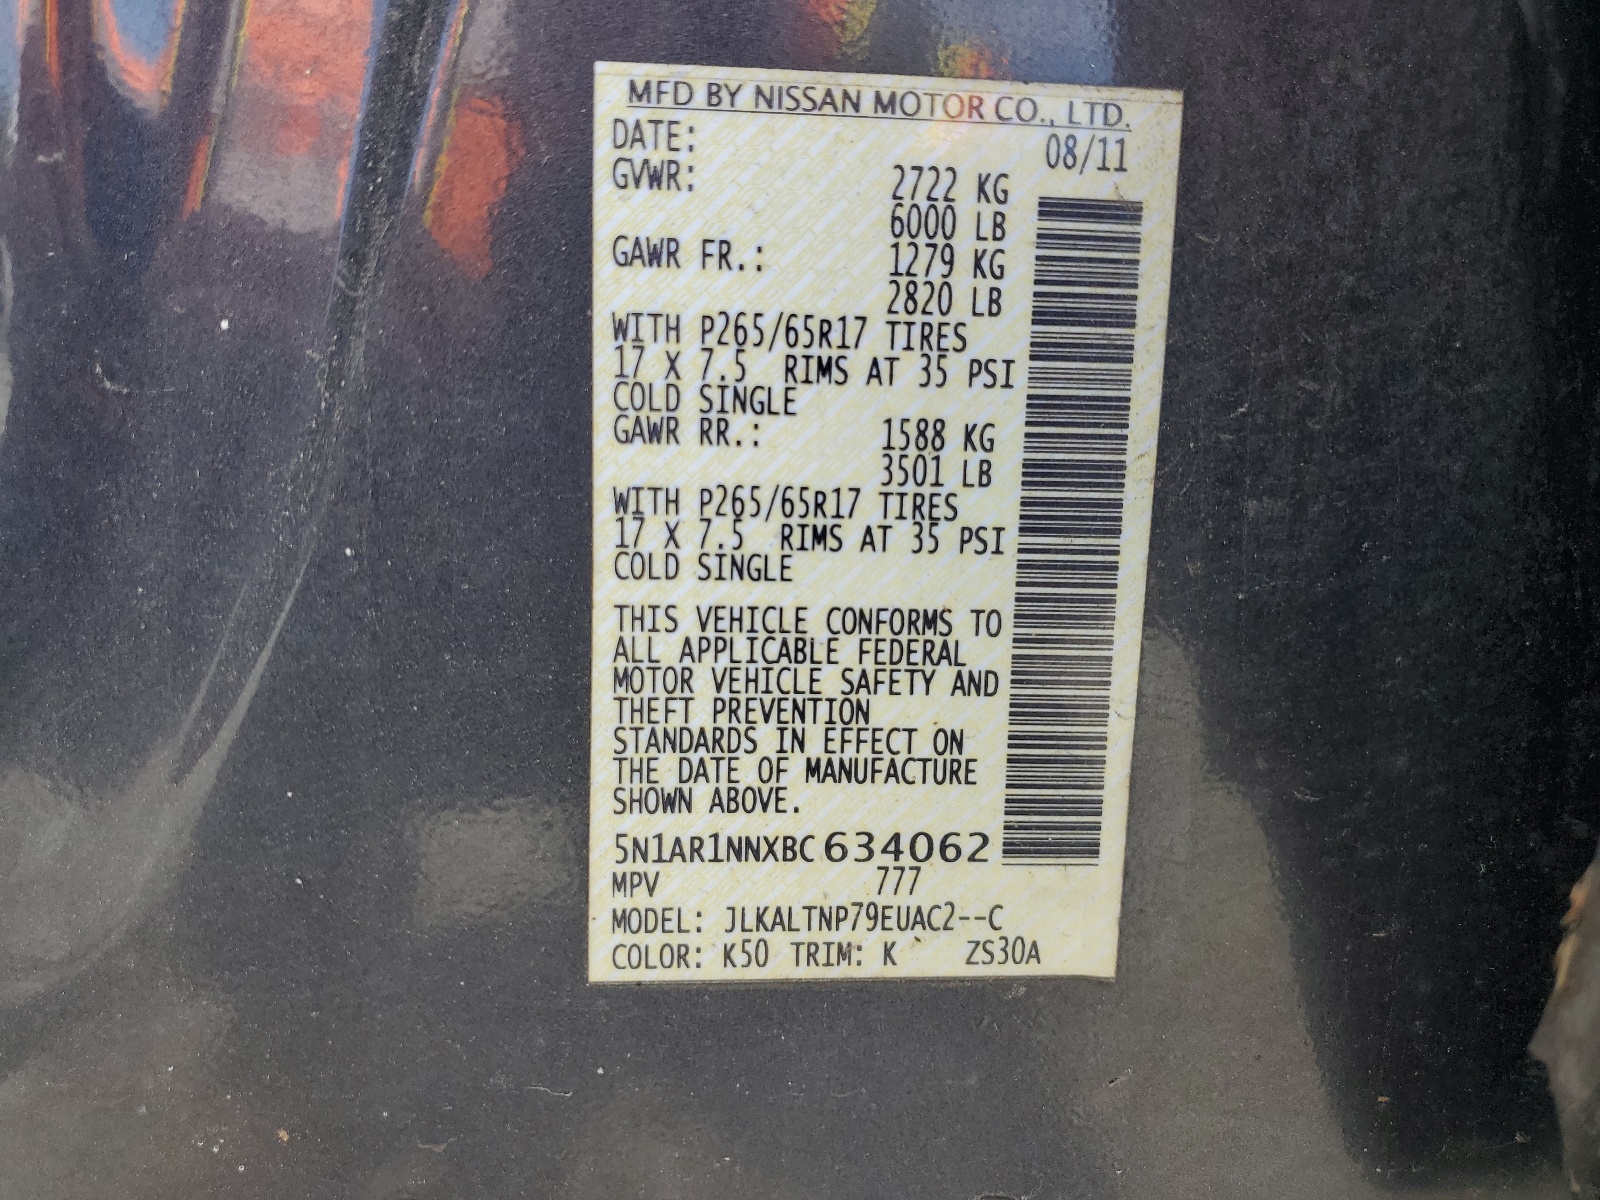 MFD BY NISSAN MOTOR CO., LTD.
DATE: 08/11
GVWR: 2722 KG
6000 LB
GAWR FR.: 1279 KG
2820 LB
WITH P265/65R17 TIRES
17 X 7.5 RIMS AT 35 PSI
COLD SINGLE
GAWR RR.: 1588 KG
3501 LB
WITH P265/65R17 TIRES
17 X 7.5 RIMS AT 35 PSI
COLD SINGLE
THIS VEHICLE CONFORMS TO
ALL APPLICABLE FEDERAL
MOTOR VEHICLE SAFETY AND
THEFT PREVENTION
STANDARDS IN EFFECT ON
THE DATE OF MANUFACTURE
SHOWN ABOVE.
5N1AR1NNXBC634062
MPV 777
MODEL: JLKALTNP79EUAC2--C
COLOR: K50 TRIM: K ZS30A